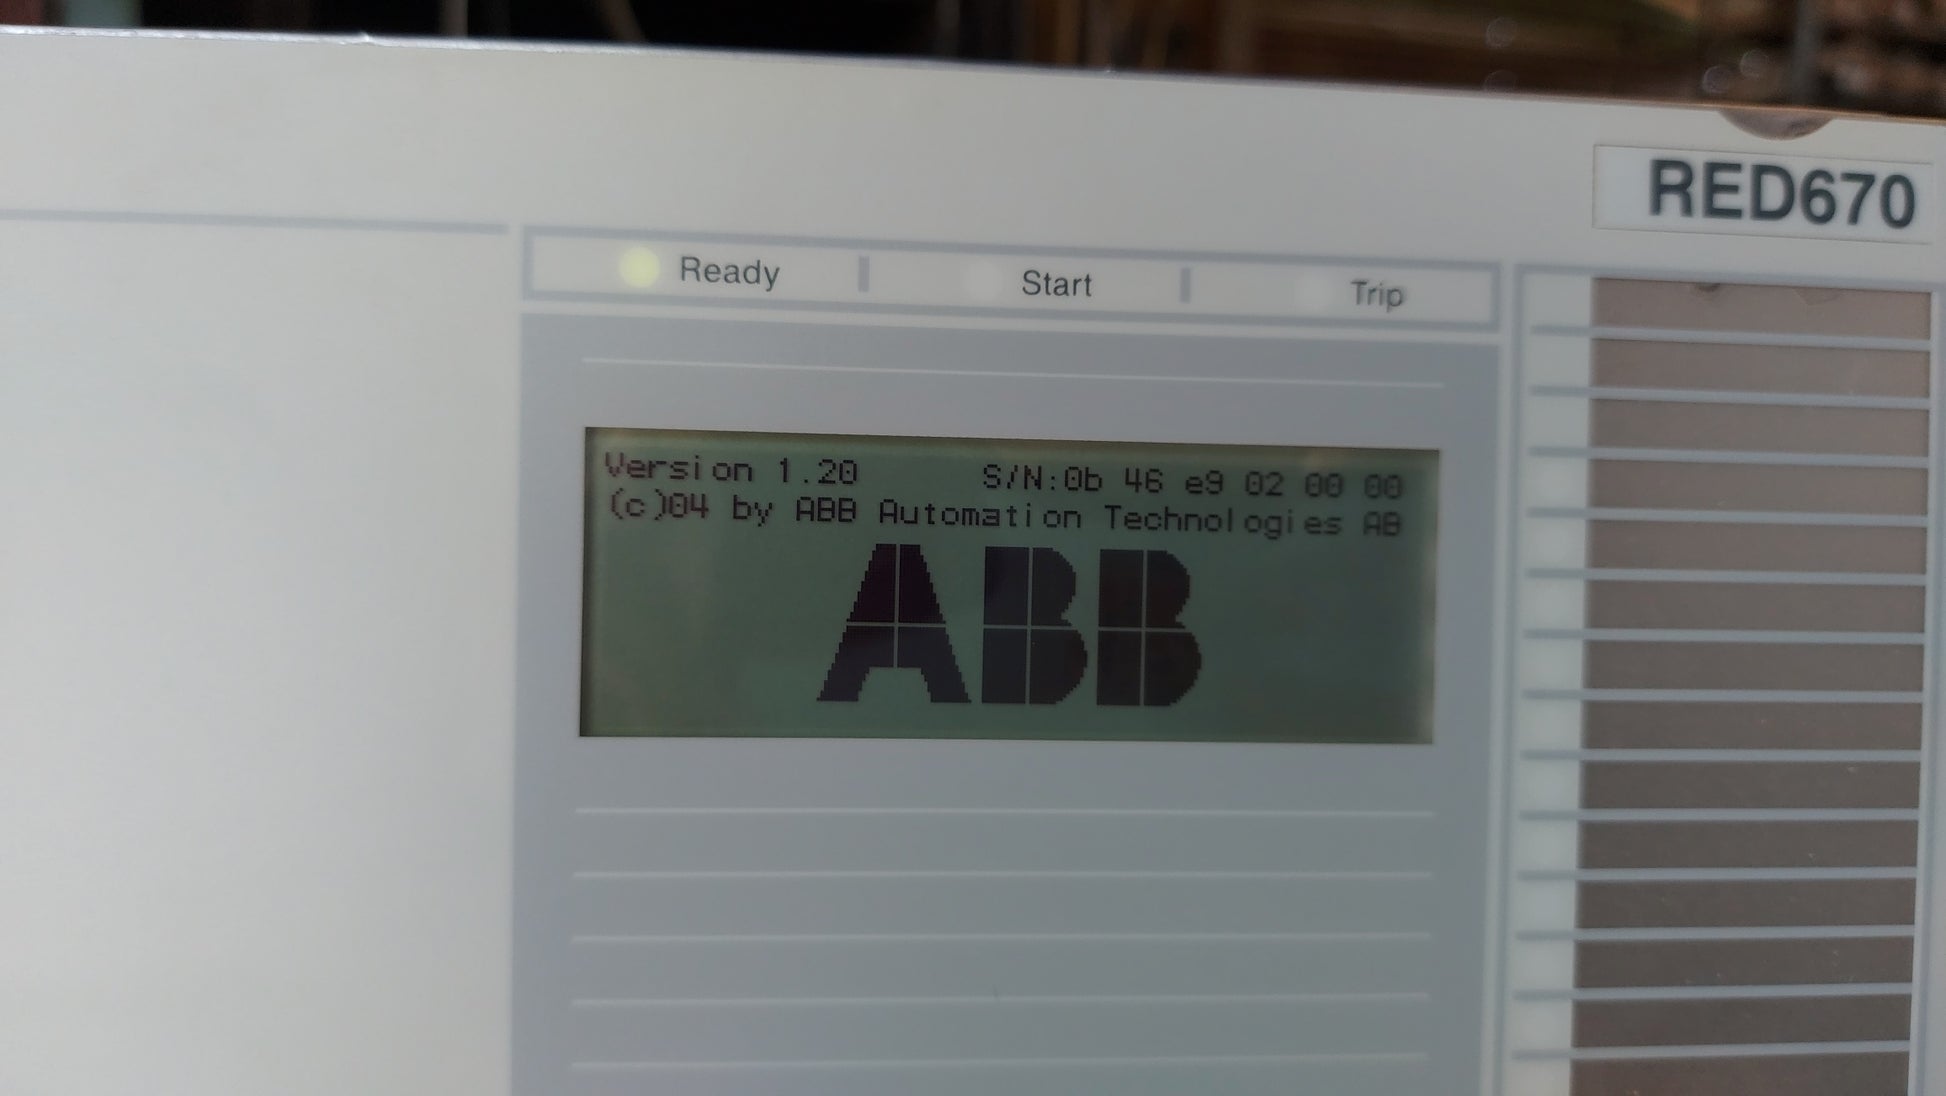 RED670
Ready Start Trip
Version 1.20 S/N:0b 46 e9 02 00 00
(c)04 by ABB Automation Technologies AB
ABB